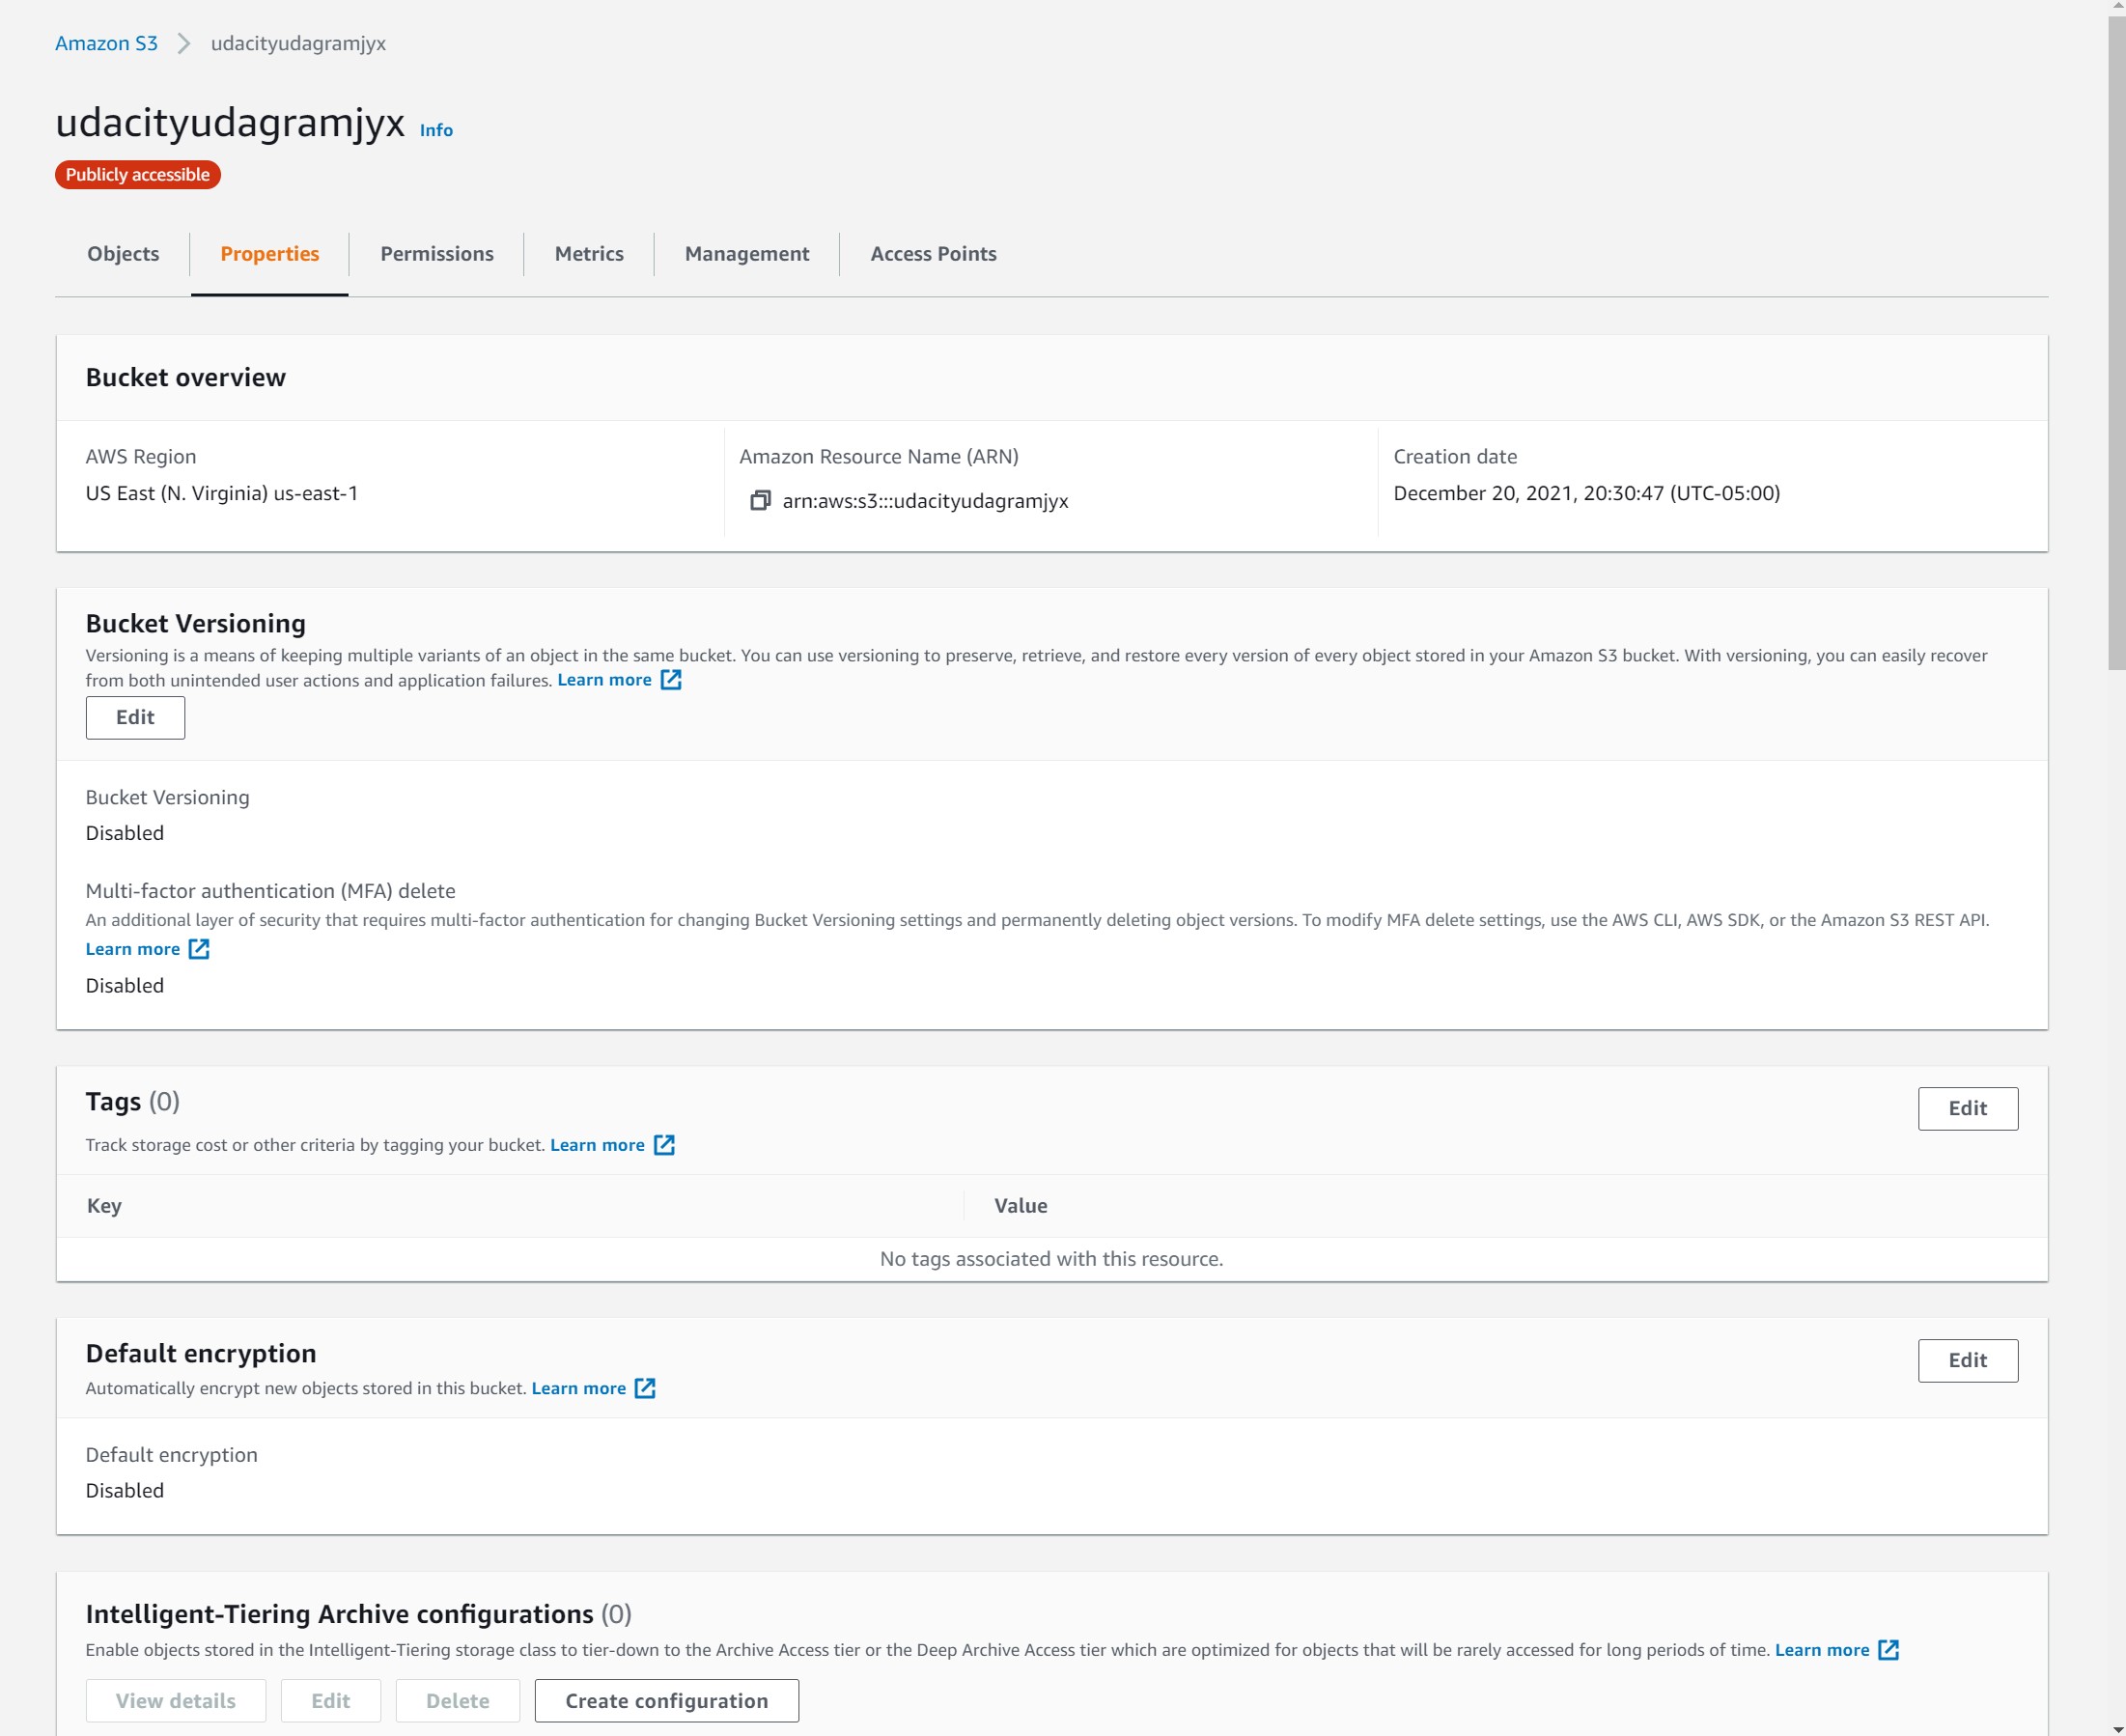 Amazon S3 udacityudagramjyx
udacityudagramjyx Info
Publicly accessible
Objects Properties Permissions Metrics Management Access Points
Bucket overview
AWS Region Amazon Resource Name (ARN) Creation date
US East (N. Virginia) us-east-1 arn:aws:s3:::udacityudagramjyx December 20, 2021, 20:30:47 (UTC-05:00)
Bucket Versioning
Versioning is a means of keeping multiple variants of an object in the same bucket. You can use versioning to preserve, retrieve, and restore every version of every object stored in your Amazon S3 bucket. With versioning, you can easily recover
from both unintended user actions and application failures. Learn more
Edit
Bucket Versioning
Disabled
Multi-factor authentication (MFA) delete
An additional layer of security that requires multi-factor authentication for changing Bucket Versioning settings and permanently deleting object versions. To modify MFA delete settings, use the AWS CLI, AWS SDK, or the Amazon S3 REST API.
Learn more
Disabled
Tags (0) Edit
Track storage cost or other criteria by tagging your bucket. Learn more
Key Value
No tags associated with this resource.
Default encryption Edit
Automatically encrypt new objects stored in this bucket. Learn more
Default encryption
Disabled
Intelligent-Tiering Archive configurations (0)
Enable objects stored in the Intelligent-Tiering storage class to tier-down to the Archive Access tier or the Deep Archive Access tier which are optimized for objects that will be rarely accessed for long periods of time. Learn more
View details Edit Delete Create configuration